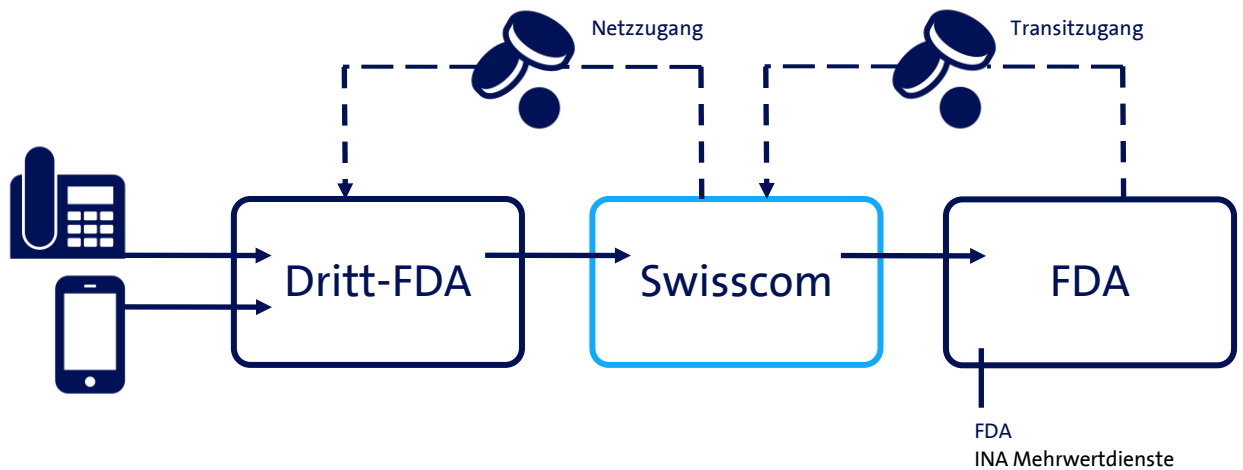 Netzzugang
Transitzugang
Dritt-FDA
Swisscom
FDA
FDA
INA Mehrwertdienste